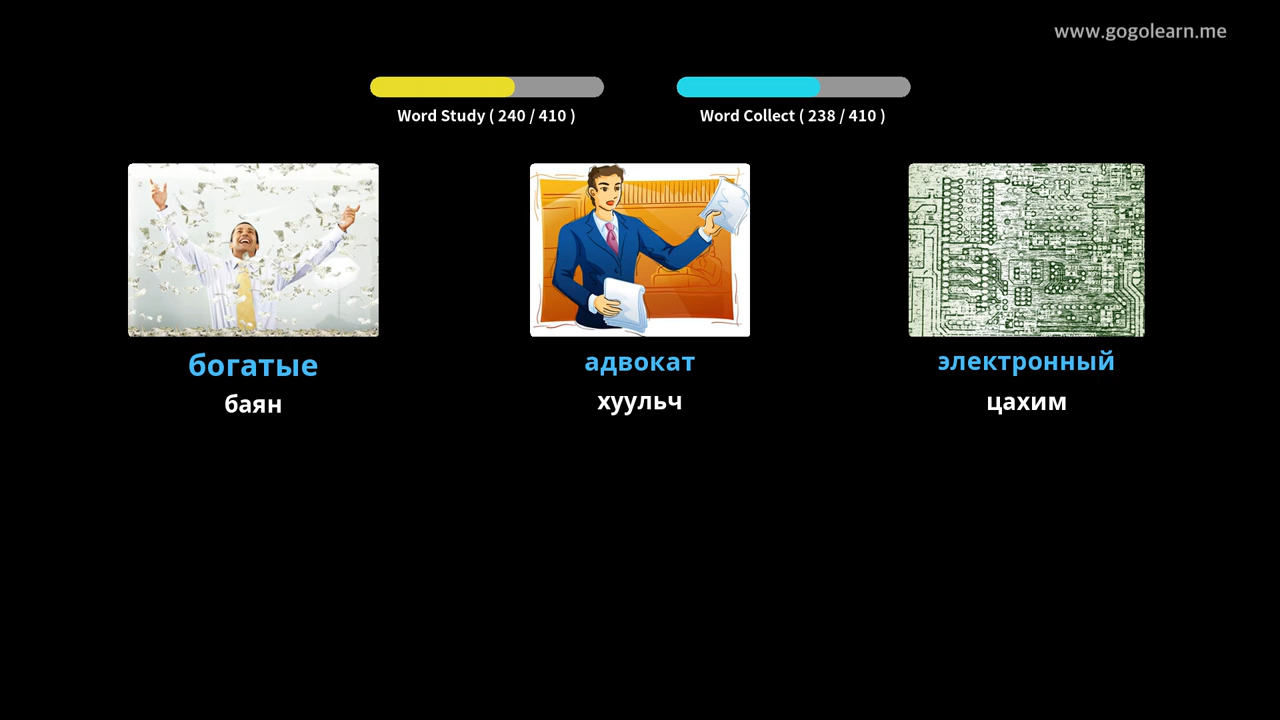 www.gogolearn.me
Word Study ( 240 / 410 )
Word Collect ( 238 / 410 )
богатые
баян
адвокат
хуульч
электронный
цахим